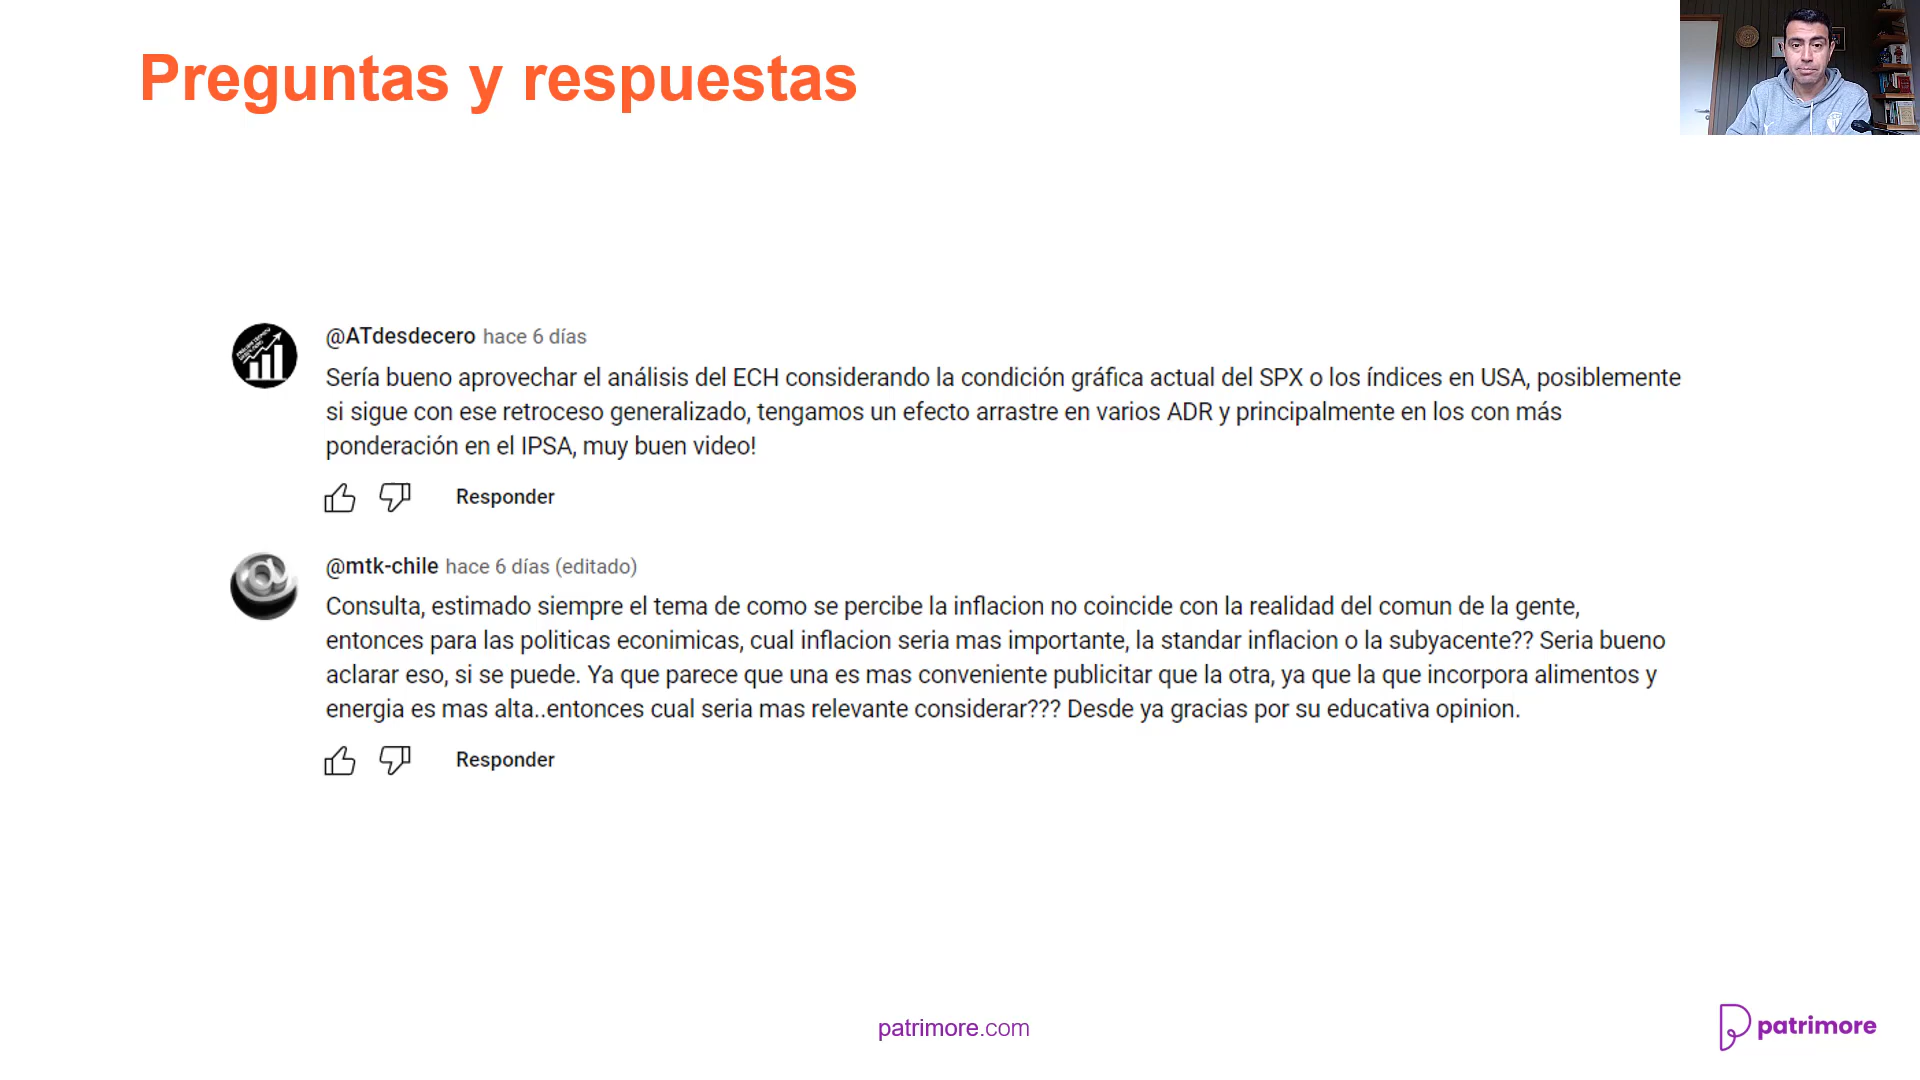 Preguntas y respuestas
@ATdesdecero hace 6 días
Sería bueno aprovechar el análisis del ECH considerando la condición gráfica actual del SPX o los índices en USA, posiblemente
si sigue con ese retroceso generalizado, tengamos un efecto arrastre en varios ADR y principalmente en los con más
ponderación en el IPSA, muy buen video!
Responder
@mtk-chile hace 6 días (editado)
Consulta, estimado siempre el tema de como se percibe la inflacion no coincide con la realidad del comun de la gente,
entonces para las politicas econimicas, cual inflacion seria mas importante, la standar inflacion o la subyacente?? Seria bueno
aclarar eso, si se puede. Ya que parece que una es mas conveniente publicitar que la otra, ya que la que incorpora alimentos y
energia es mas alta..entonces cual seria mas relevante considerar??? Desde ya gracias por su educativa opinion.
Responder
patrimore.com
patrimore